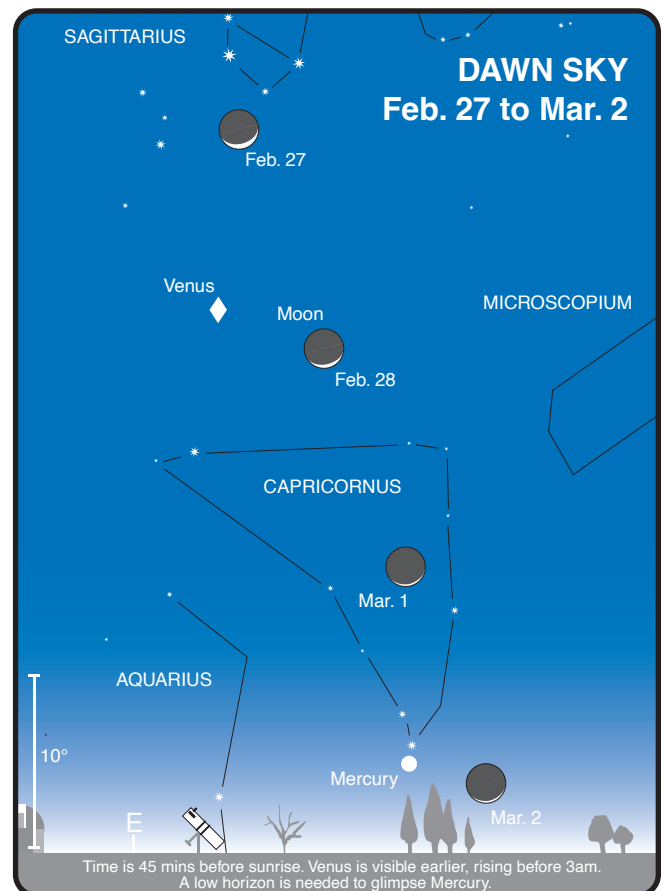 SAGITTARIUS
DAWN SKY
Feb. 27 to Mar. 2
Feb. 27
Venus
Moon
MICROSCOPIUM
Feb. 28
CAPRICORNUS
Mar. 1
AQUARIUS
10°
Mercury
Mar. 2
E
Time is 45 mins before sunrise. Venus is visible earlier, rising before 3am.
A low horizon is needed to glimpse Mercury.